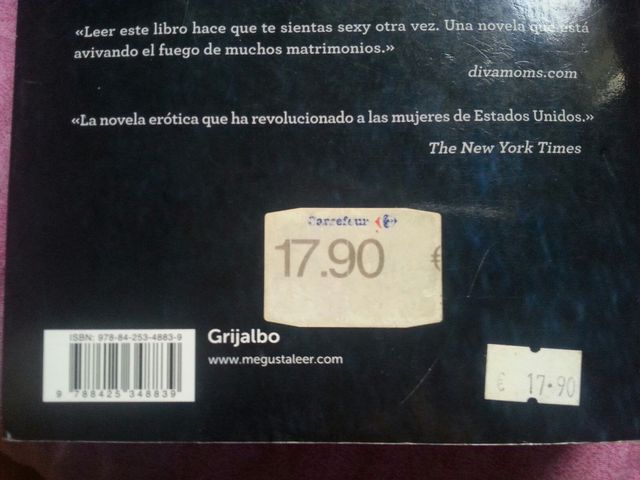 «Leer este libro hace que te sientas sexy otra vez. Una novela que está
avivando el fuego de muchos matrimonios.»
divamoms.com
«La novela erótica que ha revolucionado a las mujeres de Estados Unidos.»
The New York Times
Carrefour
17.90 €
ISBN: 978-84-253-4883-9
9 788425 348839
Grijalbo
www.megustaleer.com
€ 17.90